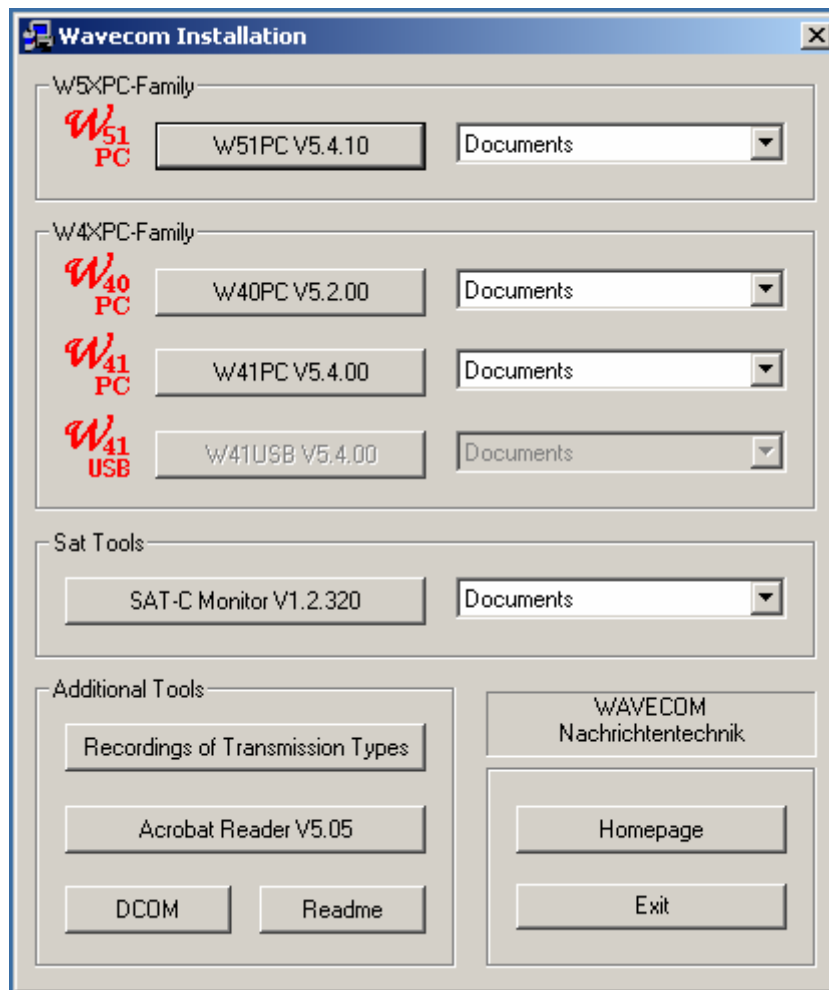 Wavecom Installation
W5XPC-Family
W51 PC
W51PC V5.4.10
Documents
W4XPC-Family
W40 PC
W40PC V5.2.00
Documents
W41 PC
W41PC V5.4.00
Documents
W41 USB
W41USB V5.4.00
Documents
Sat Tools
SAT-C Monitor V1.2.320
Documents
Additional Tools
Recordings of Transmission Types
Acrobat Reader V5.05
DCOM
Readme
WAVECOM
Nachrichtentechnik
Homepage
Exit